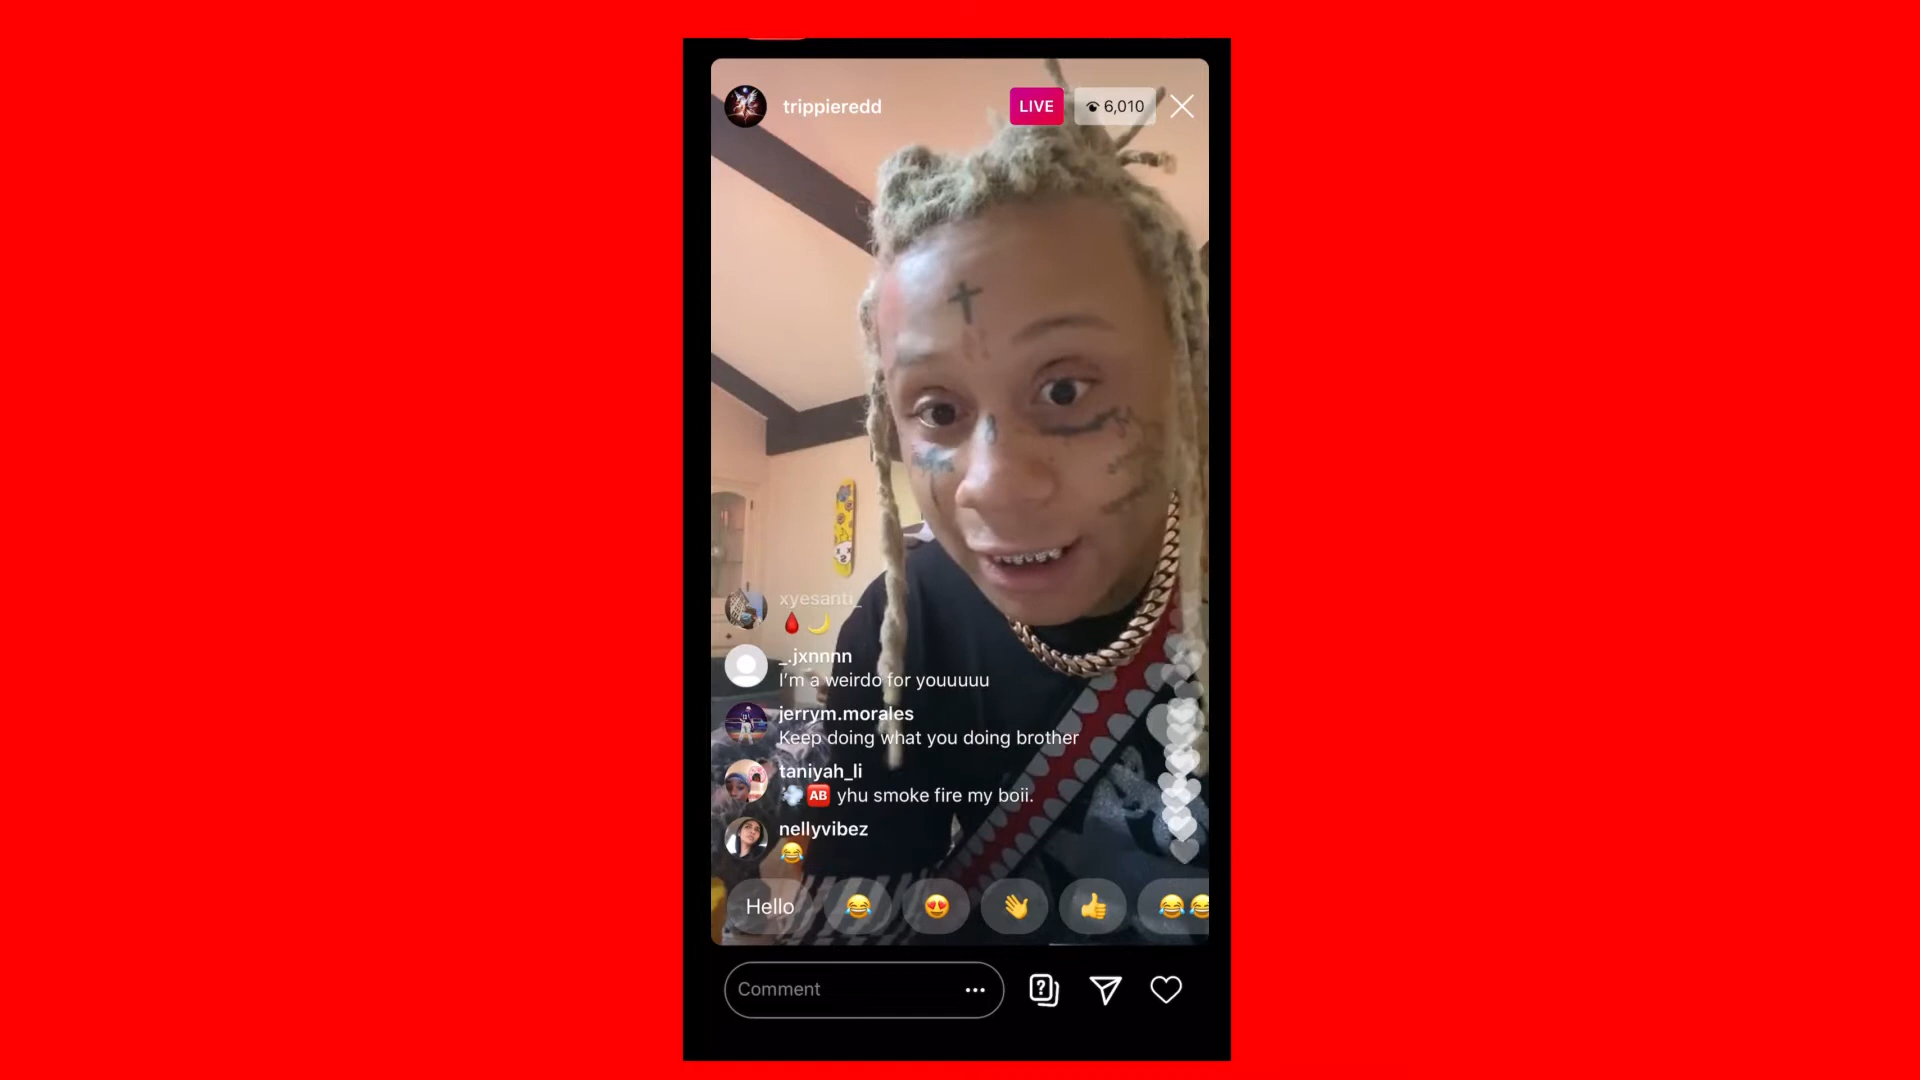 trippieredd
LIVE
6,010
xyesanti_
🩸🌙
_.jxnnnn
I'm a weirdo for youuuuu
jerrym.morales
Keep doing what you doing brother
taniyah_li
💨🆎 yhu smoke fire my boii.
nellyvibez
😂
Hello 😂 😍 👋 👍 😂😂
Comment